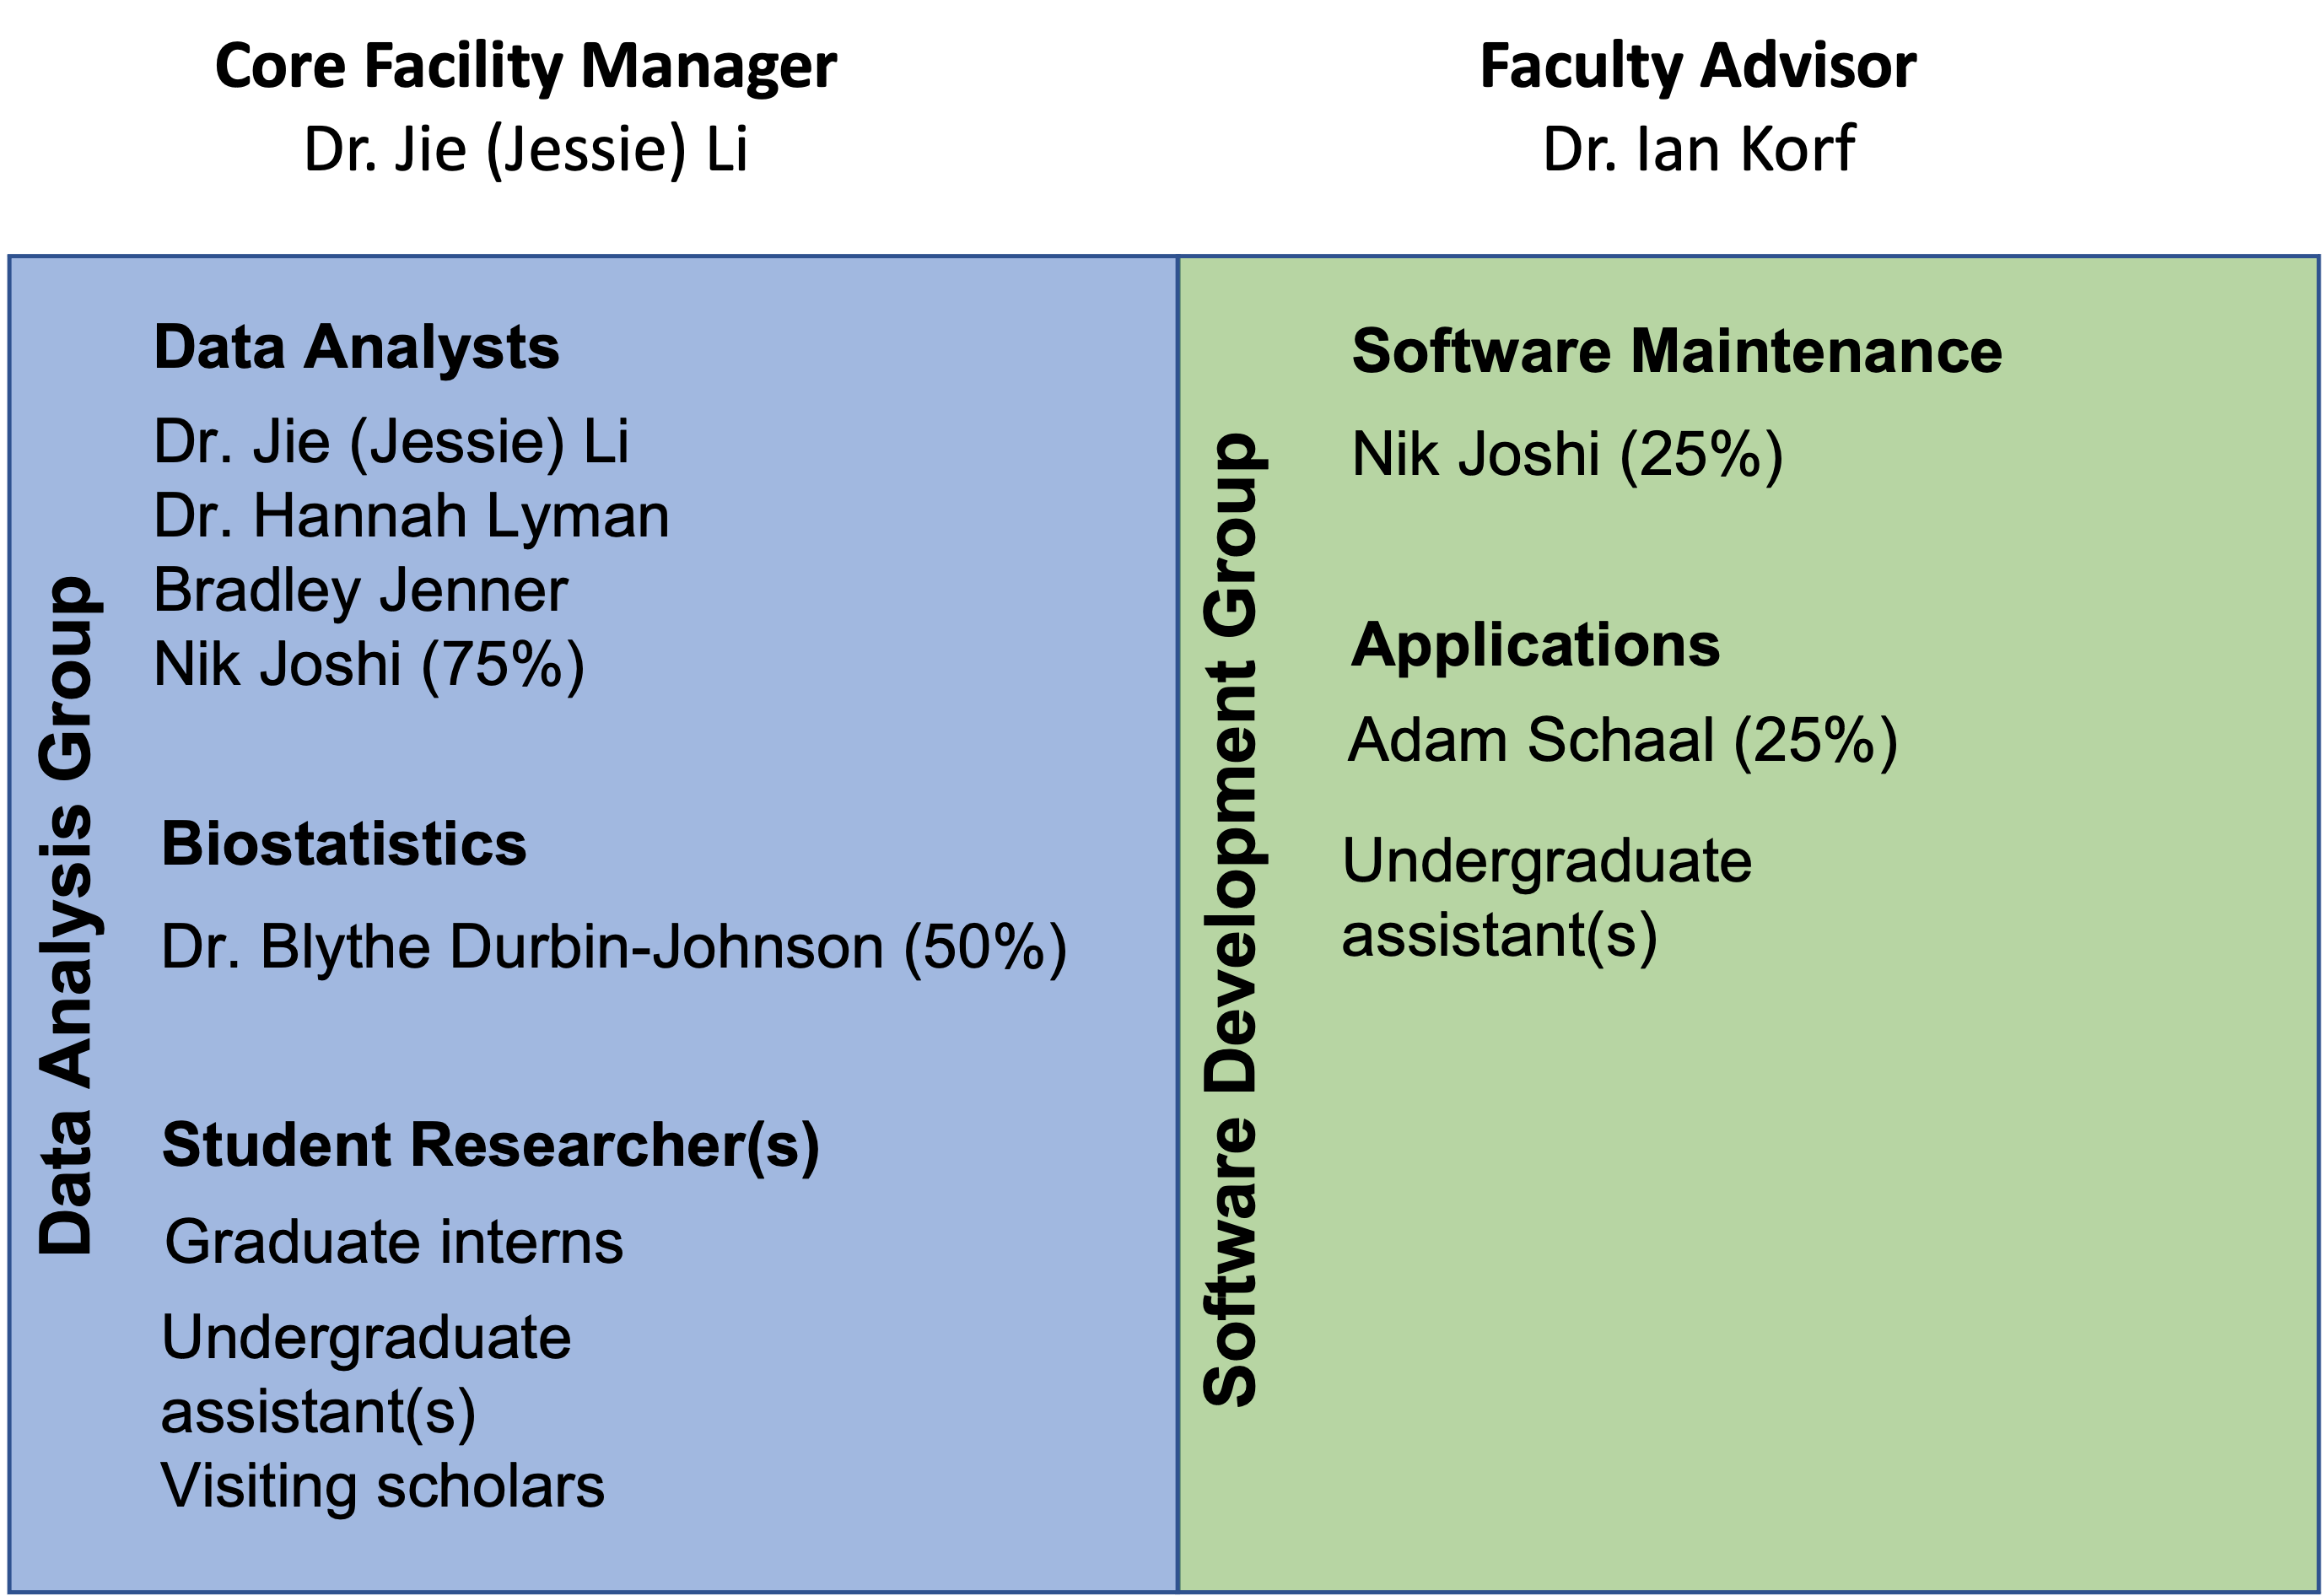 Core Facility Manager
Dr. Jie (Jessie) Li
Faculty Advisor
Dr. Ian Korf
Data Analysis Group
Data Analysts
Dr. Jie (Jessie) Li
Dr. Hannah Lyman
Bradley Jenner
Nik Joshi (75%)
Biostatistics
Dr. Blythe Durbin-Johnson (50%)
Student Researcher(s)
Graduate interns
Undergraduate
assistant(s)
Visiting scholars
Software Development Group
Software Maintenance
Nik Joshi (25%)
Applications
Adam Schaal (25%)
Undergraduate
assistant(s)